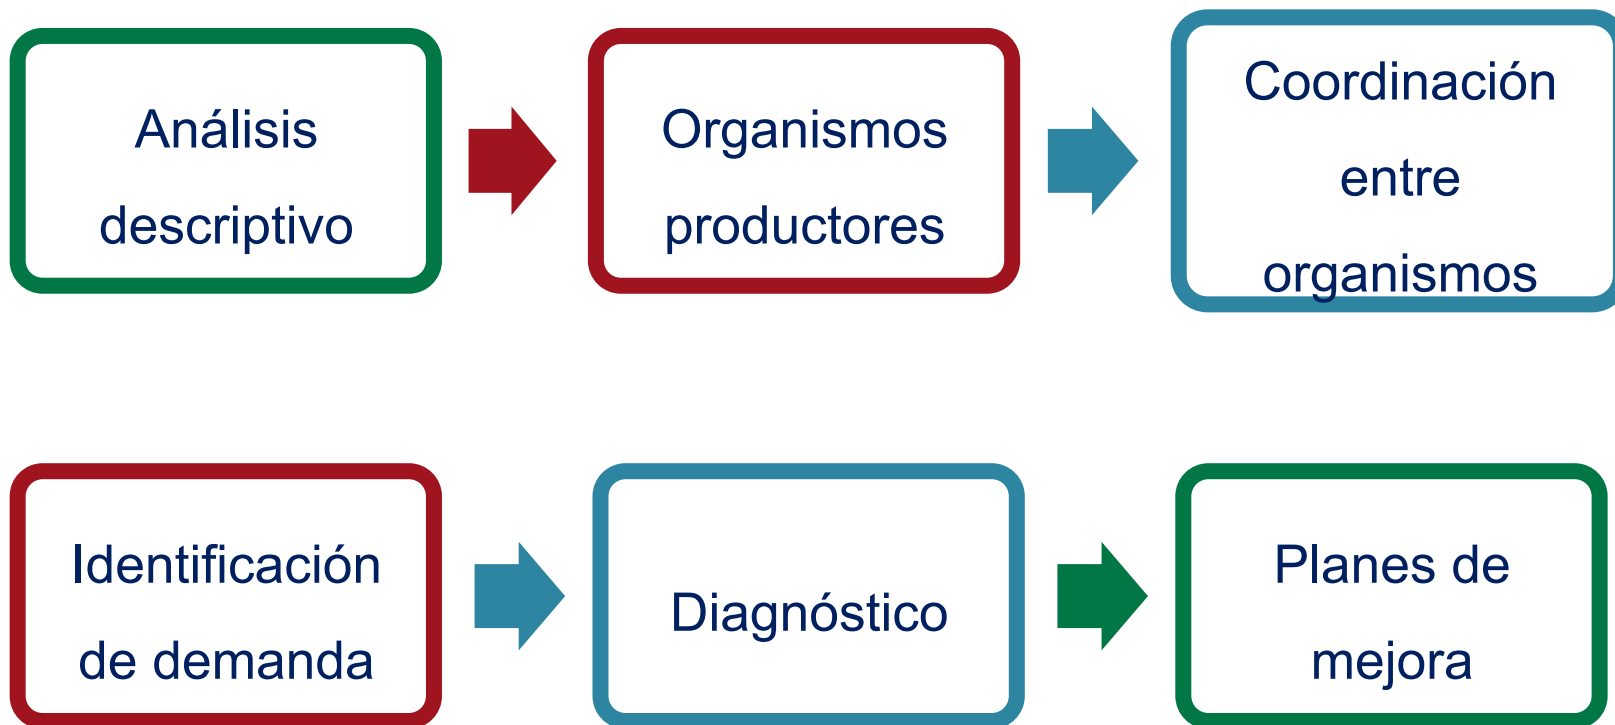 Análisis
descriptivo
Organismos
productores
Coordinación
entre
organismos
Identificación
de demanda
Diagnóstico
Planes de
mejora